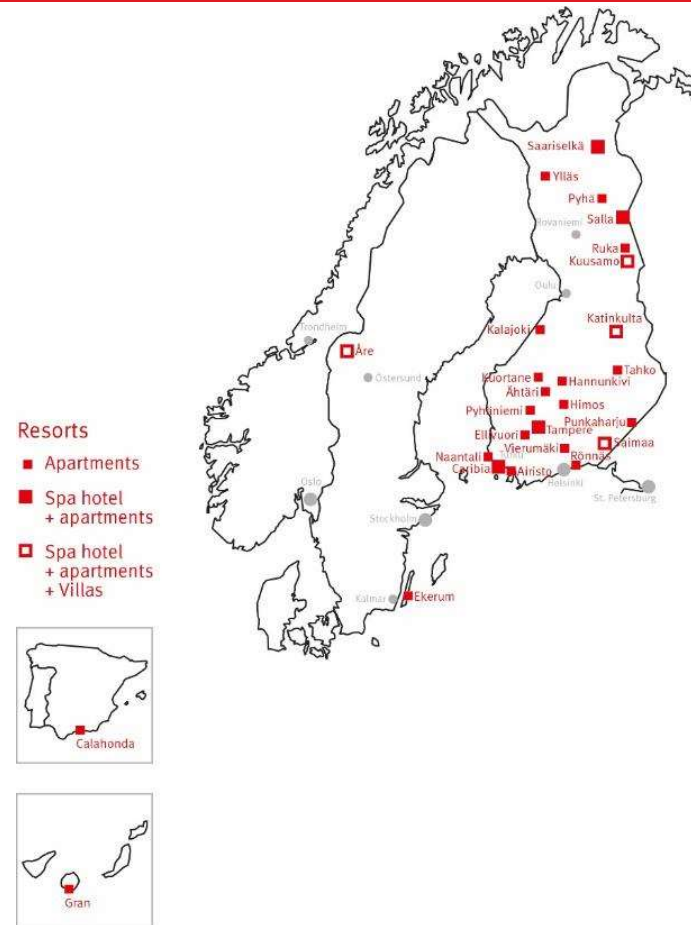 Saariselkä
Ylläs
Pyhä
Salla
Rovaniemi
Ruka
Kuusamo
Oulu
Katinkulta
Kalajoki
Trondheim
Åre
Östersund
Tahko
Kuortane
Hannunkivi
Ähtäri
Himos
Pyhäniemi
Punkaharju
Tampere
Ellivuori
Saimaa
Vierumäki
Naantali
Turku
Rönnäs
Caribia
Airisto
Helsinki
Oslo
St. Petersburg
Stockholm
Kalmar
Ekerum
Resorts
Apartments
Spa hotel
+ apartments
Spa hotel
+ apartments
+ Villas
Calahonda
Gran